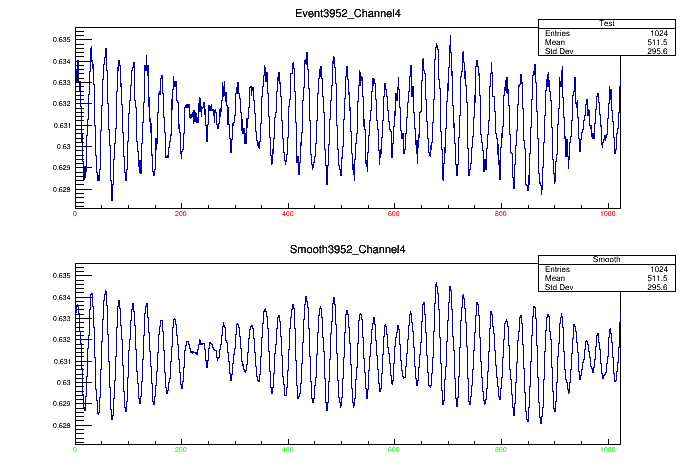 Event3952_Channel4
Test
Entries 1024
Mean 511.5
Std Dev 295.6
0.635
0.634
0.633
0.632
0.631
0.63
0.629
0.628
0 200 400 600 800 1000
Smooth3952_Channel4
Smooth
Entries 1024
Mean 511.5
Std Dev 295.6
0.635
0.634
0.633
0.632
0.631
0.63
0.629
0.628
0 200 400 600 800 1000